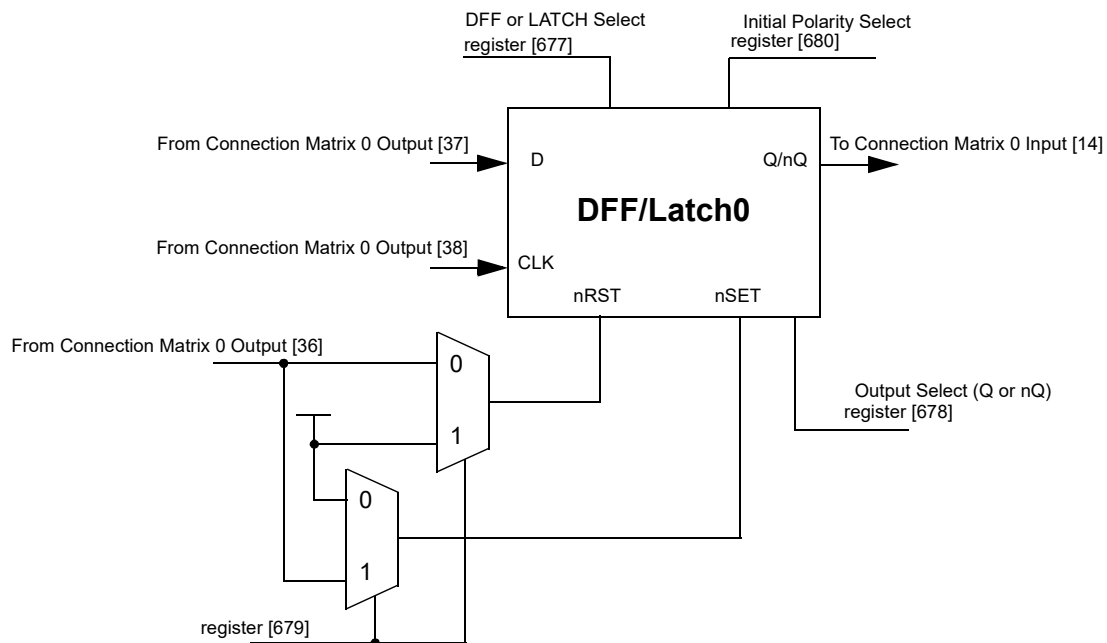 DFF or LATCH Select
register [677]
Initial Polarity Select
register [680]
From Connection Matrix 0 Output [37]
D
Q/nQ
To Connection Matrix 0 Input [14]
DFF/Latch0
From Connection Matrix 0 Output [38]
CLK
nRST
nSET
From Connection Matrix 0 Output [36]
0
1
Output Select (Q or nQ)
register [678]
0
1
register [679]